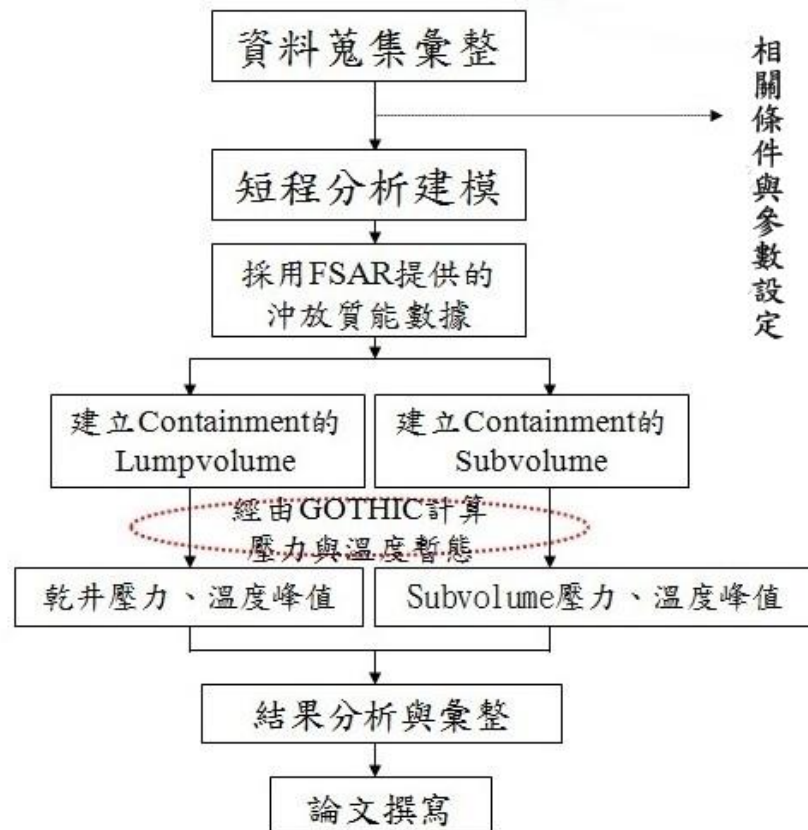 資料蒐集彙整
相關條件與參數設定
短程分析建模
採用FSAR提供的
沖放質能數據
建立Containment的
Lumpvolume
建立Containment的
Subvolume
經由GOTHIC計算
壓力與溫度暫態
乾井壓力、溫度峰值
Subvolume壓力、溫度峰值
結果分析與彙整
論文撰寫